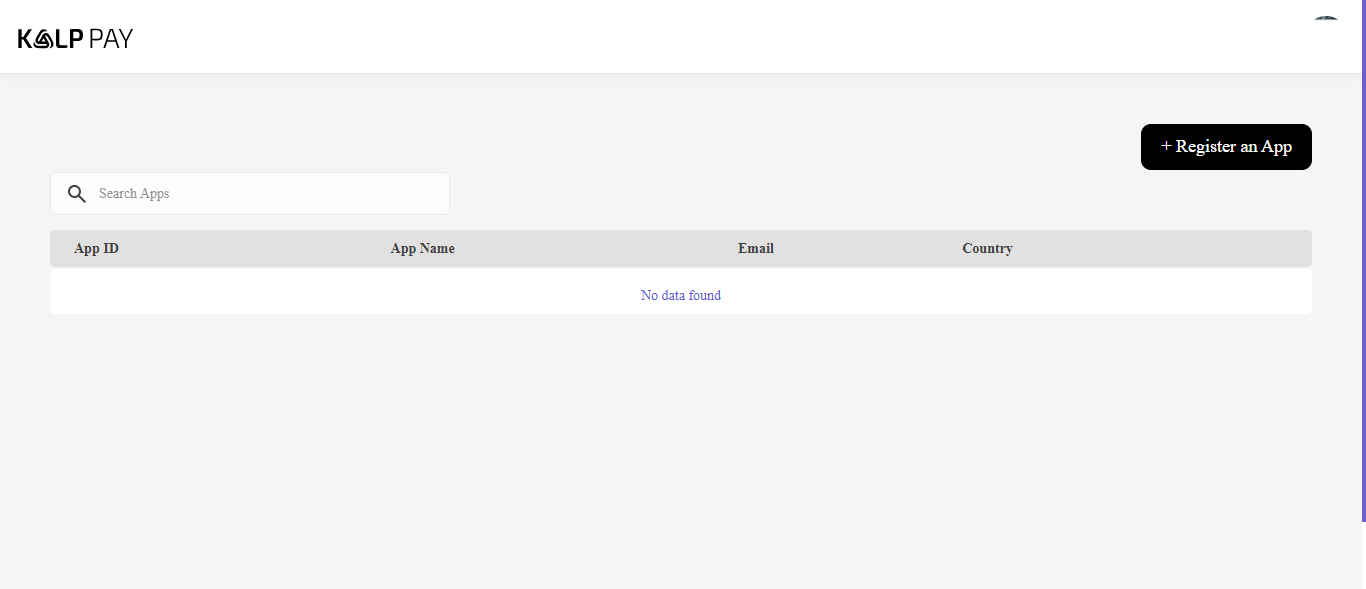 KALP PAY
+ Register an App
Search Apps
App ID App Name Email Country
No data found